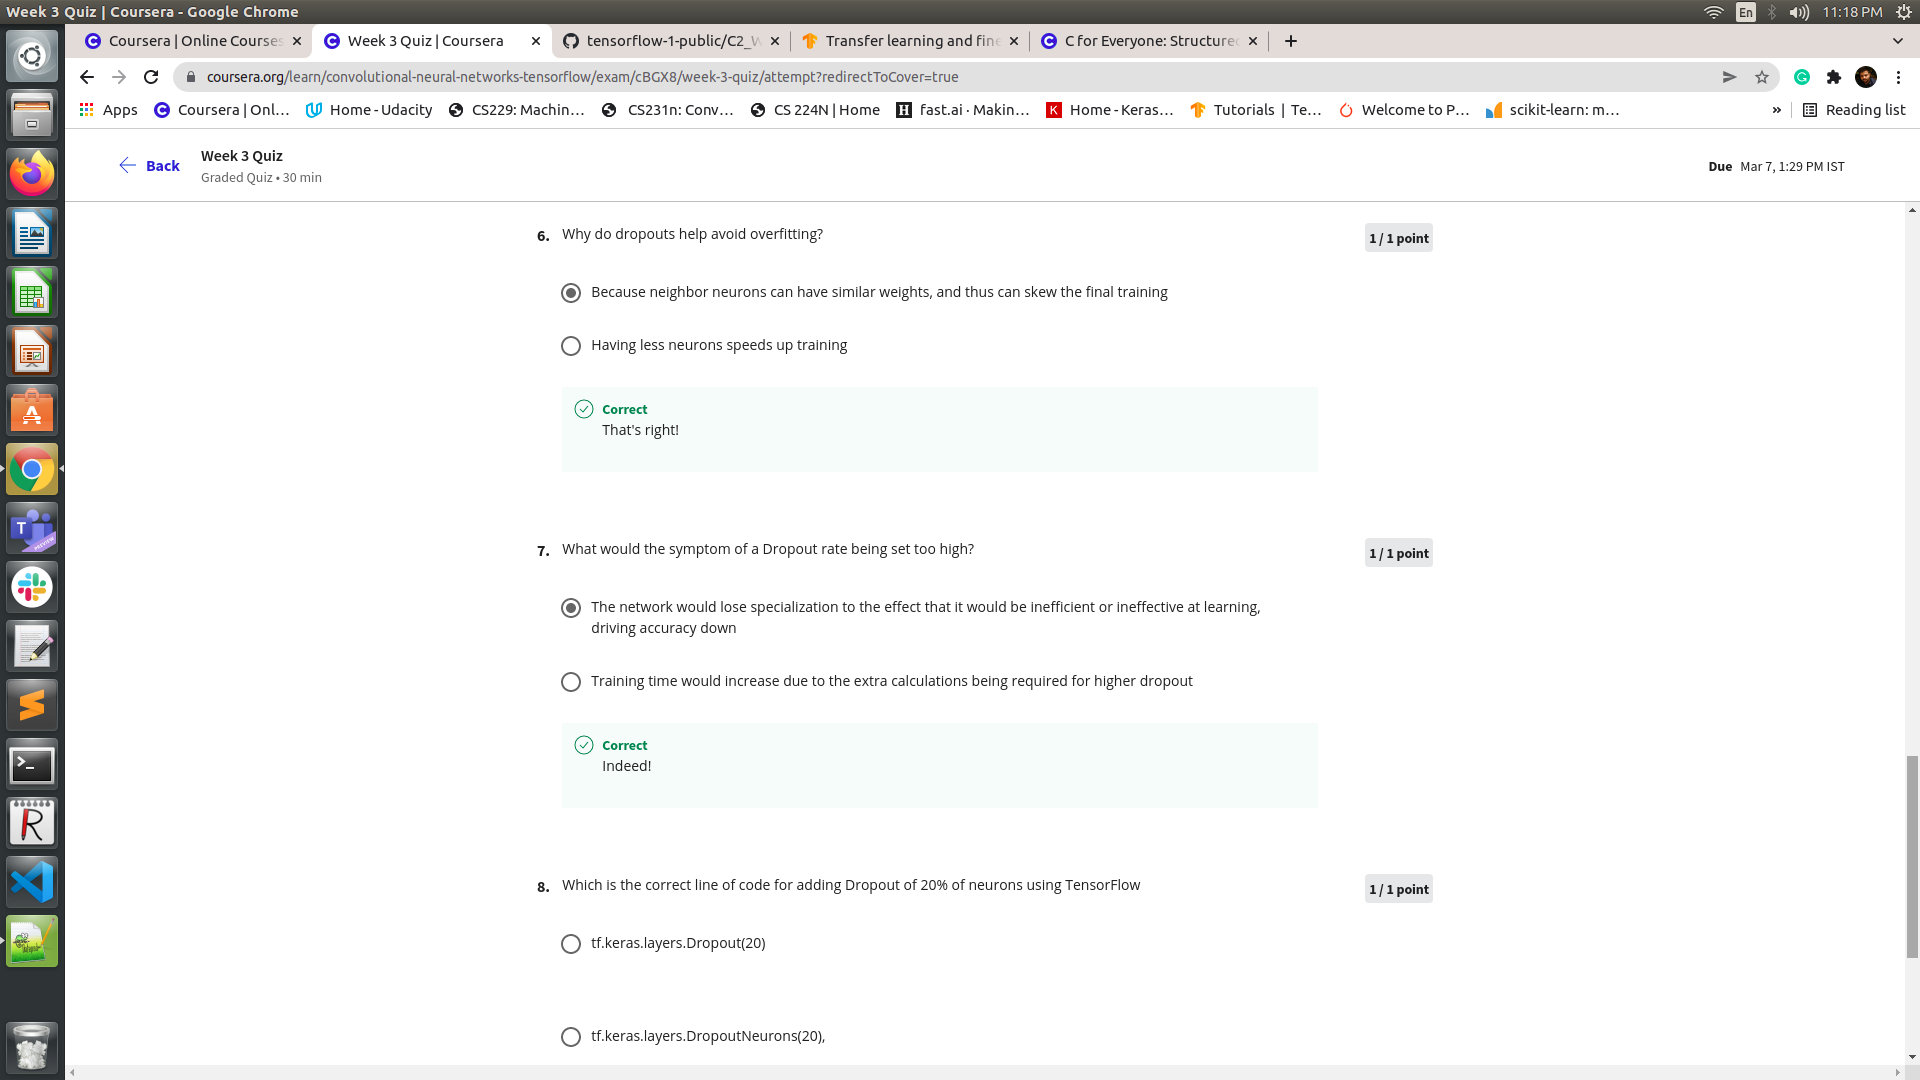 Week 3 Quiz | Coursera - Google Chrome
En
11:18 PM
Coursera | Online Courses
Week 3 Quiz | Coursera
tensorflow-1-public/C2_W
Transfer learning and fine
C for Everyone: Structured
coursera.org/learn/convolutional-neural-networks-tensorflow/exam/cBGX8/week-3-quiz/attempt?redirectToCover=true
Apps
Coursera | Onl...
Home - Udacity
CS229: Machin...
CS231n: Conv...
CS 224N | Home
fast.ai · Makin...
Home - Keras...
Tutorials | Te...
Welcome to P...
scikit-learn: m...
»
Reading list
Back
Week 3 Quiz
Graded Quiz • 30 min
Due Mar 7, 1:29 PM IST
6. Why do dropouts help avoid overfitting?
1 / 1 point
Because neighbor neurons can have similar weights, and thus can skew the final training
Having less neurons speeds up training
Correct
That's right!
7. What would the symptom of a Dropout rate being set too high?
1 / 1 point
The network would lose specialization to the effect that it would be inefficient or ineffective at learning,
driving accuracy down
Training time would increase due to the extra calculations being required for higher dropout
Correct
Indeed!
8. Which is the correct line of code for adding Dropout of 20% of neurons using TensorFlow
1 / 1 point
tf.keras.layers.Dropout(20)
tf.keras.layers.DropoutNeurons(20),